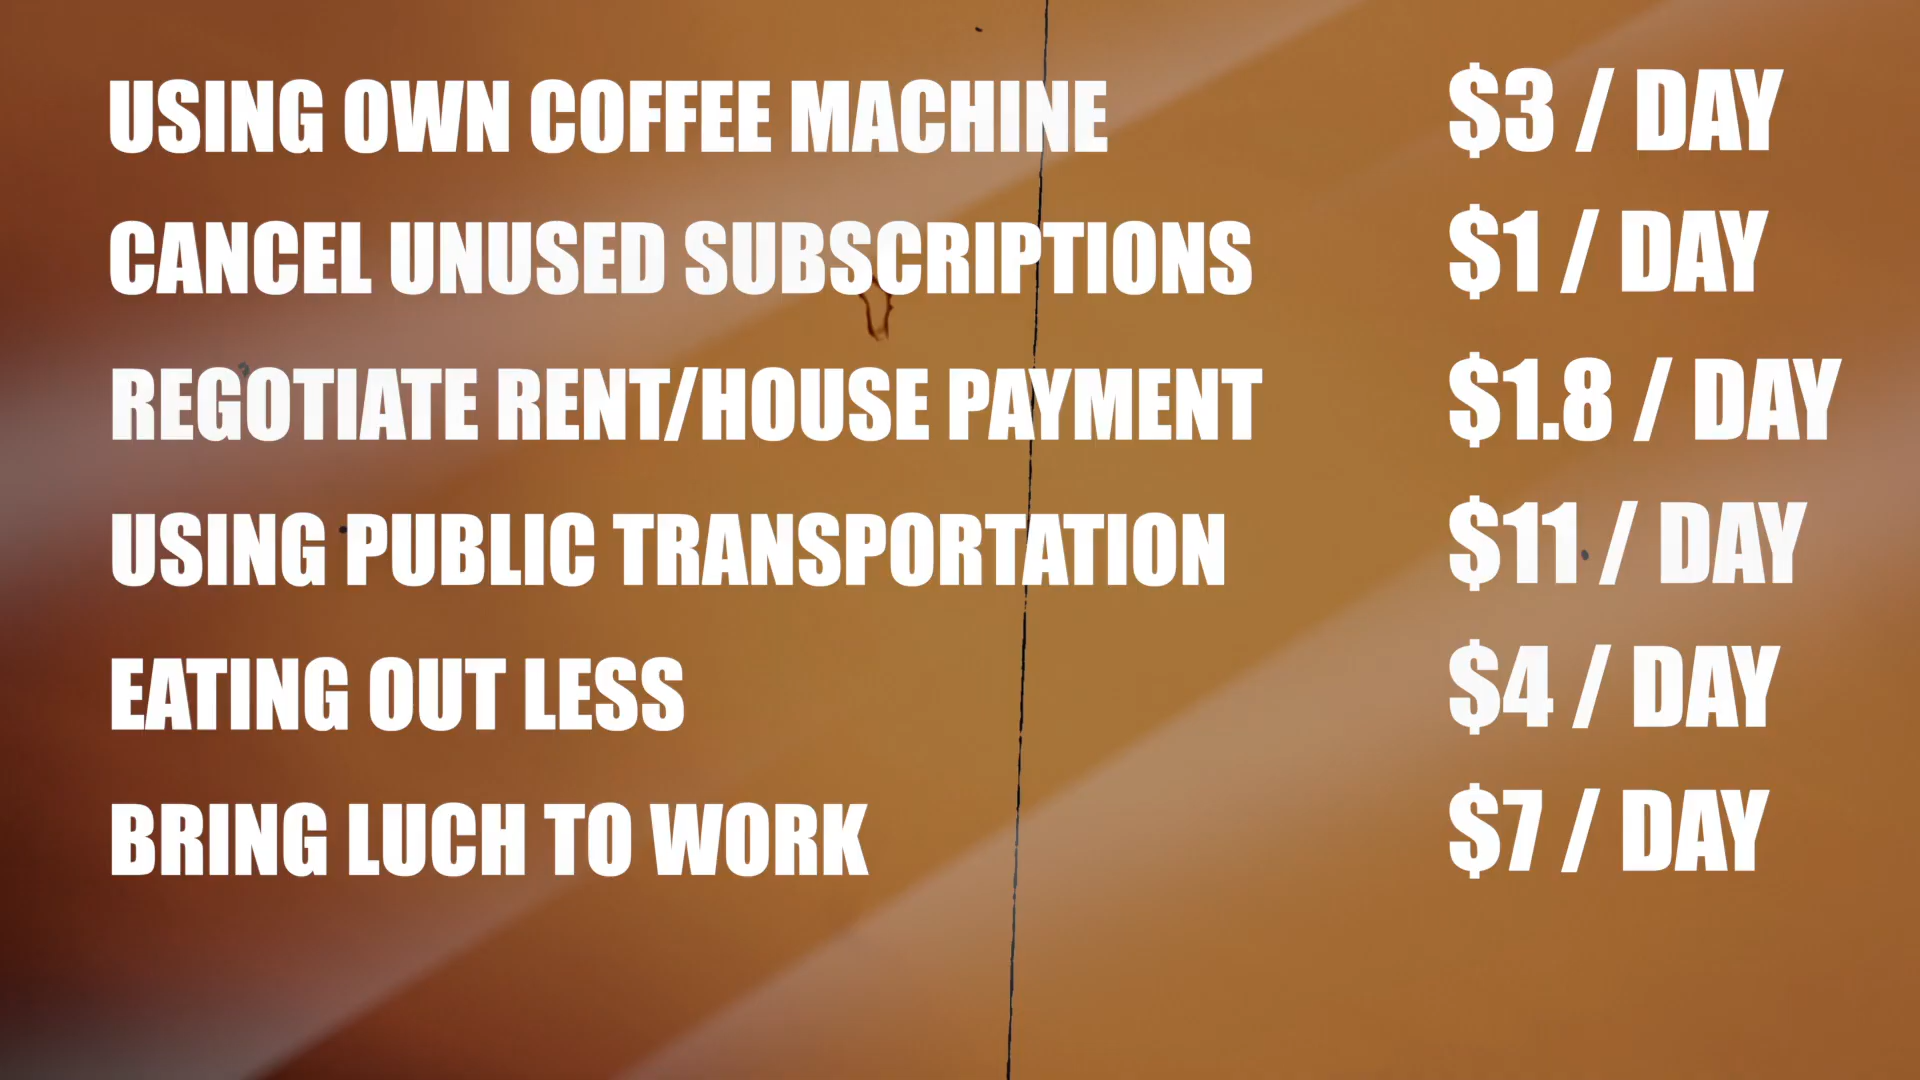 USING OWN COFFEE MACHINE $3 / DAY
CANCEL UNUSED SUBSCRIPTIONS $1 / DAY
REGOTIATE RENT/HOUSE PAYMENT $1.8 / DAY
USING PUBLIC TRANSPORTATION $11 / DAY
EATING OUT LESS $4 / DAY
BRING LUCH TO WORK $7 / DAY